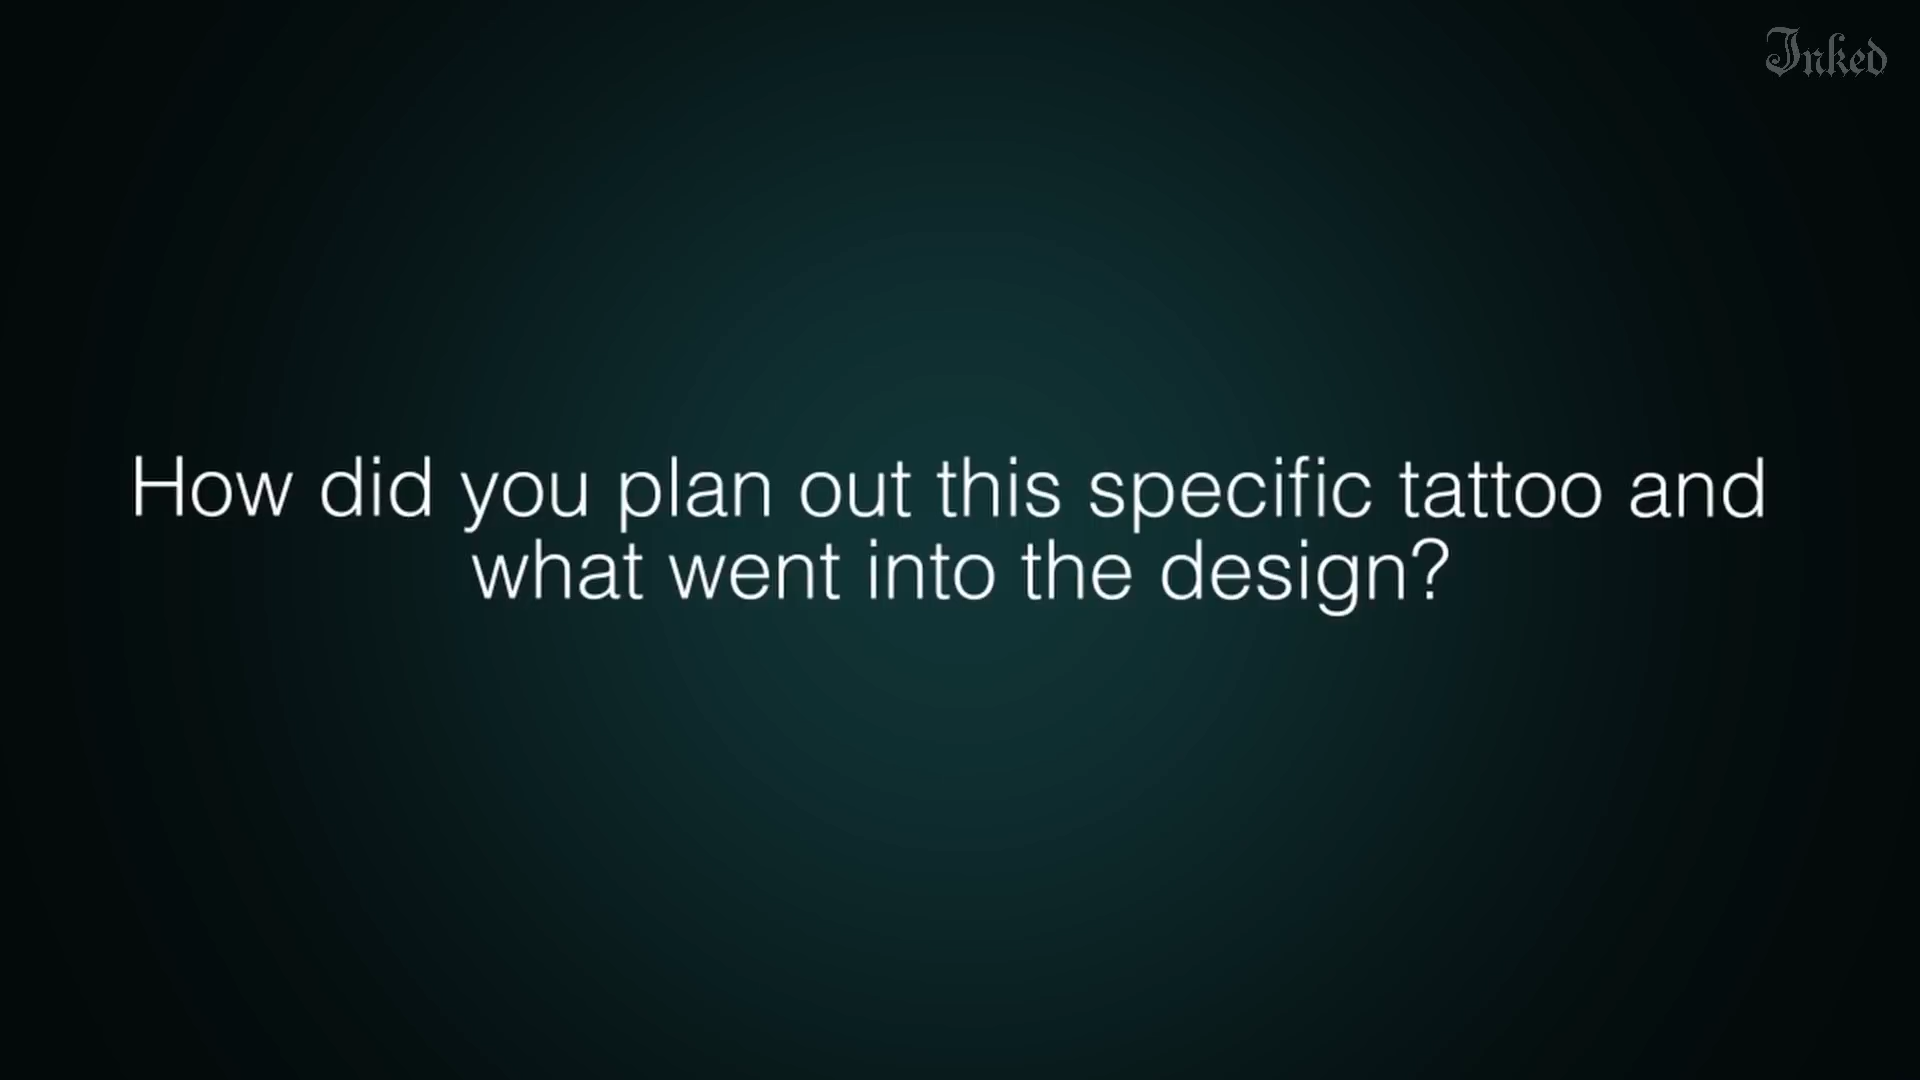 Inked
How did you plan out this specific tattoo and
what went into the design?